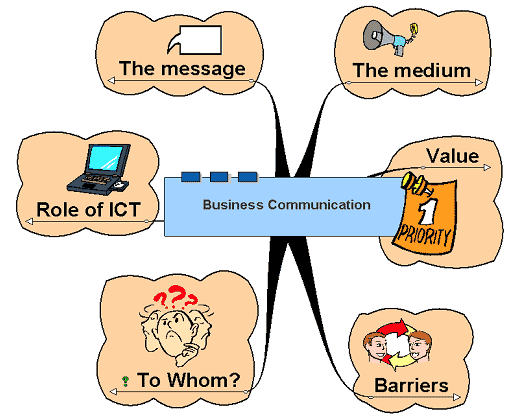 The message
The medium
Value
1
PRIORITY
Role of ICT
Business Communication
???
? To Whom?
Barriers